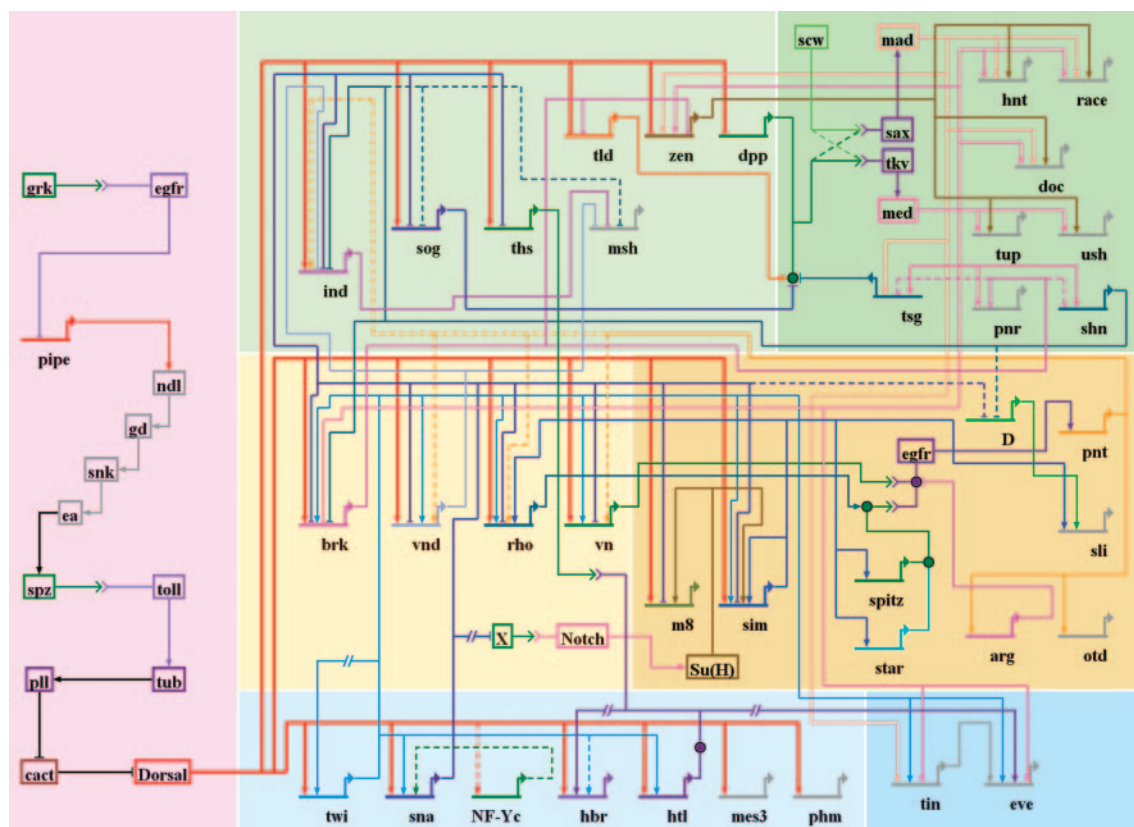 scw mad
hnt race
sax
tld zen dpp
tkv
grk egfr
doc
med
sog ths msh
tup ush
ind
tsg pnr shn
pipe
ndl
gd
D pnt
egfr
snk
ea
brk vnd rho vn
sli
spz toll
spitz
m8 sim
X Notch
star arg otd
Su(H)
pll tub
cact Dorsal
twi sna NF-Yc hbr htl mes3 phm
tin eve